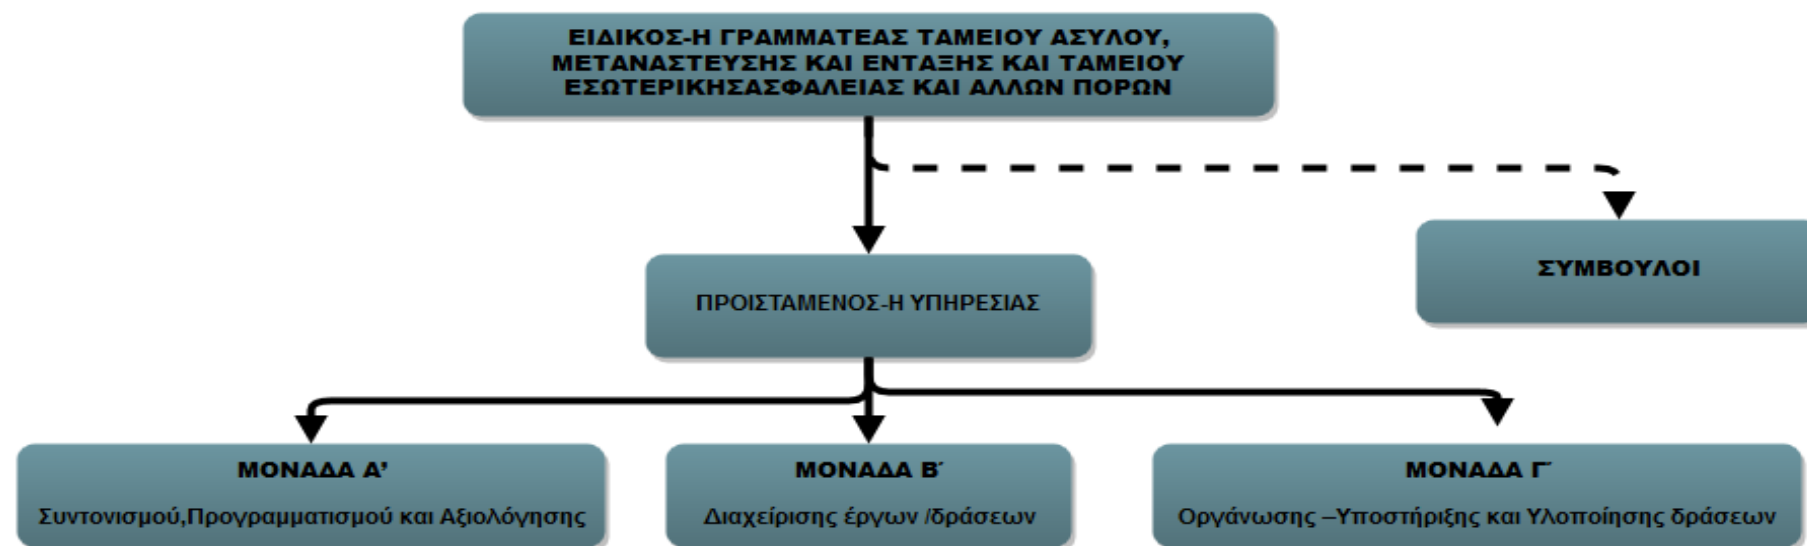 ΕΙΔΙΚΟΣ-Η ΓΡΑΜΜΑΤΕΑΣ ΤΑΜΕΙΟΥ ΑΣΥΛΟΥ,
ΜΕΤΑΝΑΣΤΕΥΣΗΣ ΚΑΙ ΕΝΤΑΞΗΣ ΚΑΙ ΤΑΜΕΙΟΥ
ΕΣΩΤΕΡΙΚΗΣΑΣΦΑΛΕΙΑΣ ΚΑΙ ΑΛΛΩΝ ΠΟΡΩΝ
ΣΥΜΒΟΥΛΟΙ
ΠΡΟΙΣΤΑΜΕΝΟΣ-Η ΥΠΗΡΕΣΙΑΣ
ΜΟΝΑΔΑ Α’
Συντονισμού,Προγραμματισμού και Αξιολόγησης
ΜΟΝΑΔΑ Β΄
Διαχείρισης έργων /δράσεων
ΜΟΝΑΔΑ Γ΄
Οργάνωσης –Υποστήριξης και Υλοποίησης δράσεων